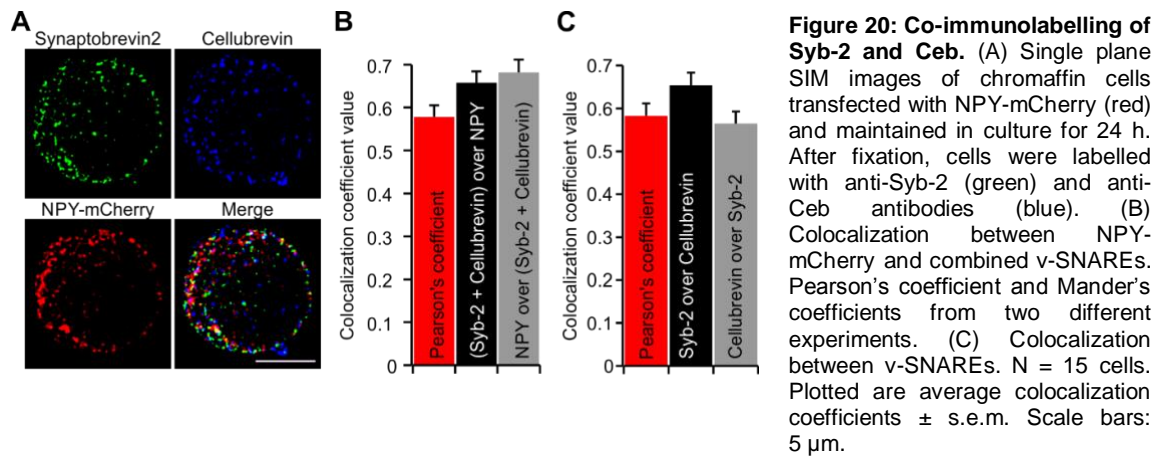 A
Synaptobrevin2
Cellubrevin
NPY-mCherry
Merge
B
Colocalization coefficient value
0.7
0.6
0.5
0.4
0.3
0.2
0.1
0
Pearson's coefficient
(Syb-2 + Cellubrevin) over NPY
NPY over (Syb-2 + Cellubrevin)
C
Colocalization coefficient value
0.7
0.6
0.5
0.4
0.3
0.2
0.1
0
Pearson's coefficient
Syb-2 over Cellubrevin
Cellubrevin over Syb-2
Figure 20: Co-immunolabelling of
Syb-2 and Ceb. (A) Single plane
SIM images of chromaffin cells
transfected with NPY-mCherry (red)
and maintained in culture for 24 h.
After fixation, cells were labelled
with anti-Syb-2 (green) and anti-
Ceb antibodies (blue). (B)
Colocalization between NPY-
mCherry and combined v-SNAREs.
Pearson's coefficient and Mander's
coefficients from two different
experiments. (C) Colocalization
between v-SNAREs. N = 15 cells.
Plotted are average colocalization
coefficients ± s.e.m. Scale bars:
5 µm.